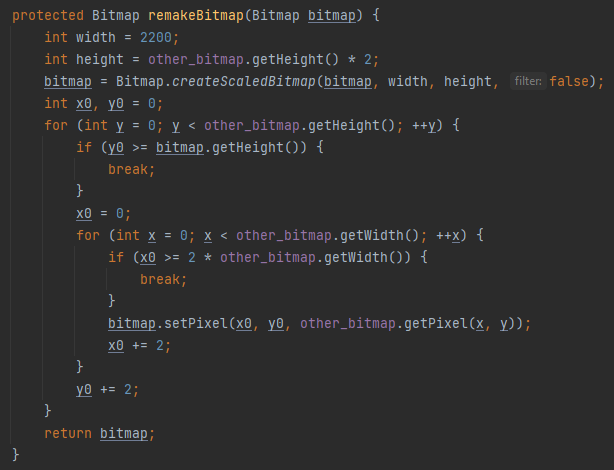 protected Bitmap remakeBitmap(Bitmap bitmap) {
    int width = 2200;
    int height = other_bitmap.getHeight() * 2;
    bitmap = Bitmap.createScaledBitmap(bitmap, width, height, filter: false);
    int x0, y0 = 0;
    for (int y = 0; y < other_bitmap.getHeight(); ++y) {
        if (y0 >= bitmap.getHeight()) {
            break;
        }
        x0 = 0;
        for (int x = 0; x < other_bitmap.getWidth(); ++x) {
            if (x0 >= 2 * other_bitmap.getWidth()) {
                break;
            }
            bitmap.setPixel(x0, y0, other_bitmap.getPixel(x, y));
            x0 += 2;
        }
        y0 += 2;
    }
    return bitmap;
}